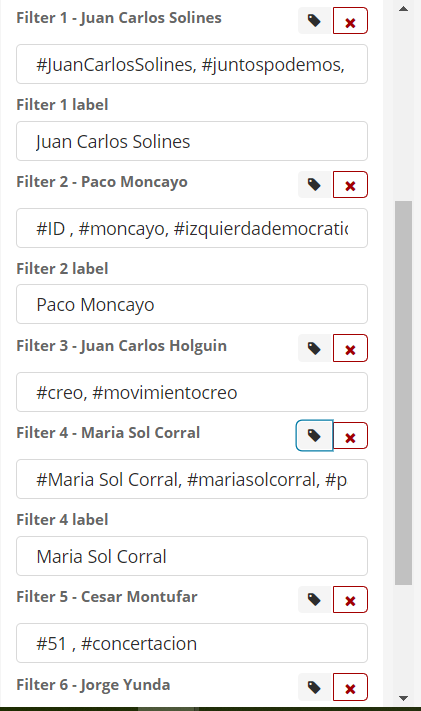 Filter 1 - Juan Carlos Solines
#JuanCarlosSolines, #juntospodemos,
Filter 1 label
Juan Carlos Solines
Filter 2 - Paco Moncayo
#ID , #moncayo, #izquierdademocratic
Filter 2 label
Paco Moncayo
Filter 3 - Juan Carlos Holguin
#creo, #movimientocreo
Filter 4 - Maria Sol Corral
#Maria Sol Corral, #mariasolcorral, #p
Filter 4 label
Maria Sol Corral
Filter 5 - Cesar Montufar
#51 , #concertacion
Filter 6 - Jorge Yunda